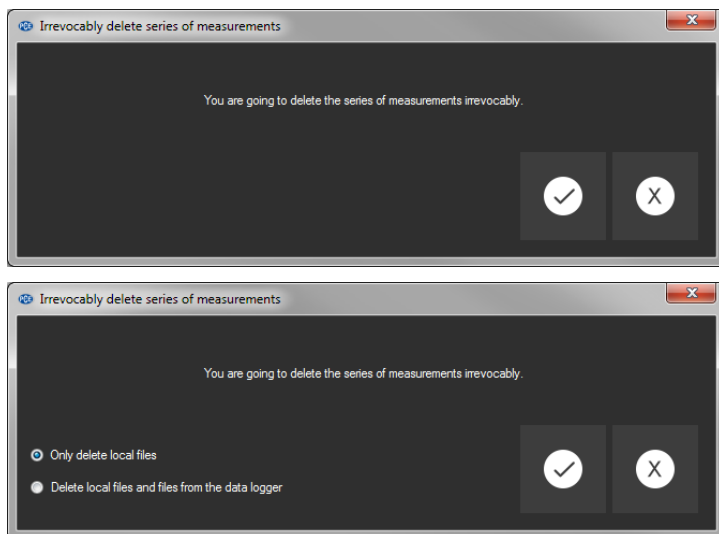 Irrevocably delete series of measurements
You are going to delete the series of measurements irrevocably.
X
Irrevocably delete series of measurements
You are going to delete the series of measurements irrevocably.
Only delete local files
Delete local files and files from the data logger
X